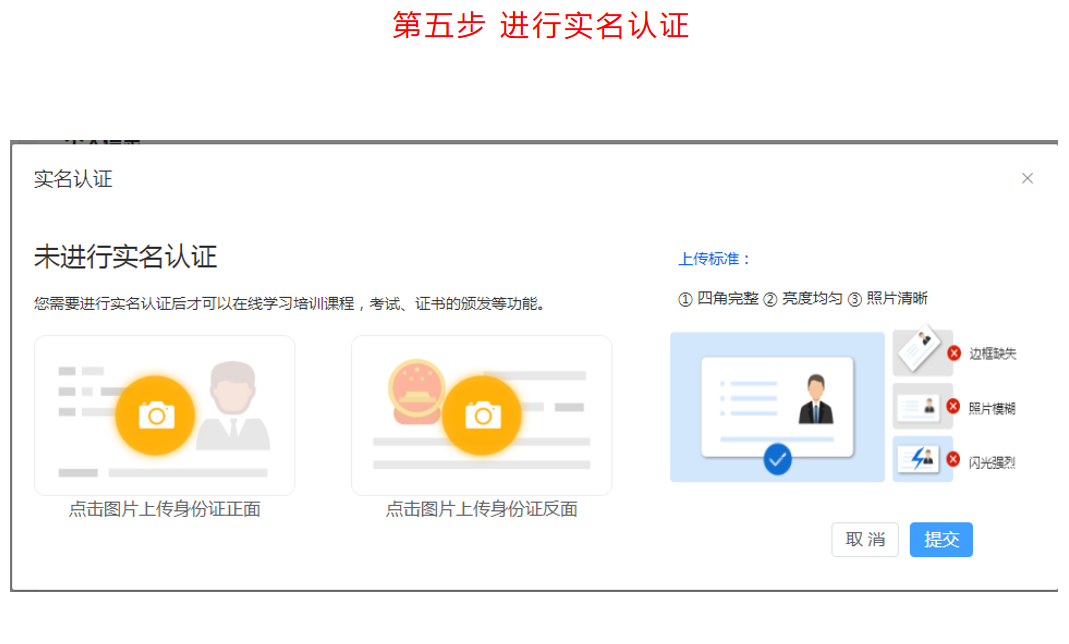 第五步 进行实名认证
实名认证
未进行实名认证
您需要进行实名认证后才可以在线学习培训课程，考试、证书的颁发等功能。
点击图片上传身份证正面
点击图片上传身份证反面
上传标准：
① 四角完整 ② 亮度均匀 ③ 照片清晰
边框缺失
照片模糊
闪光强烈
取 消
提交